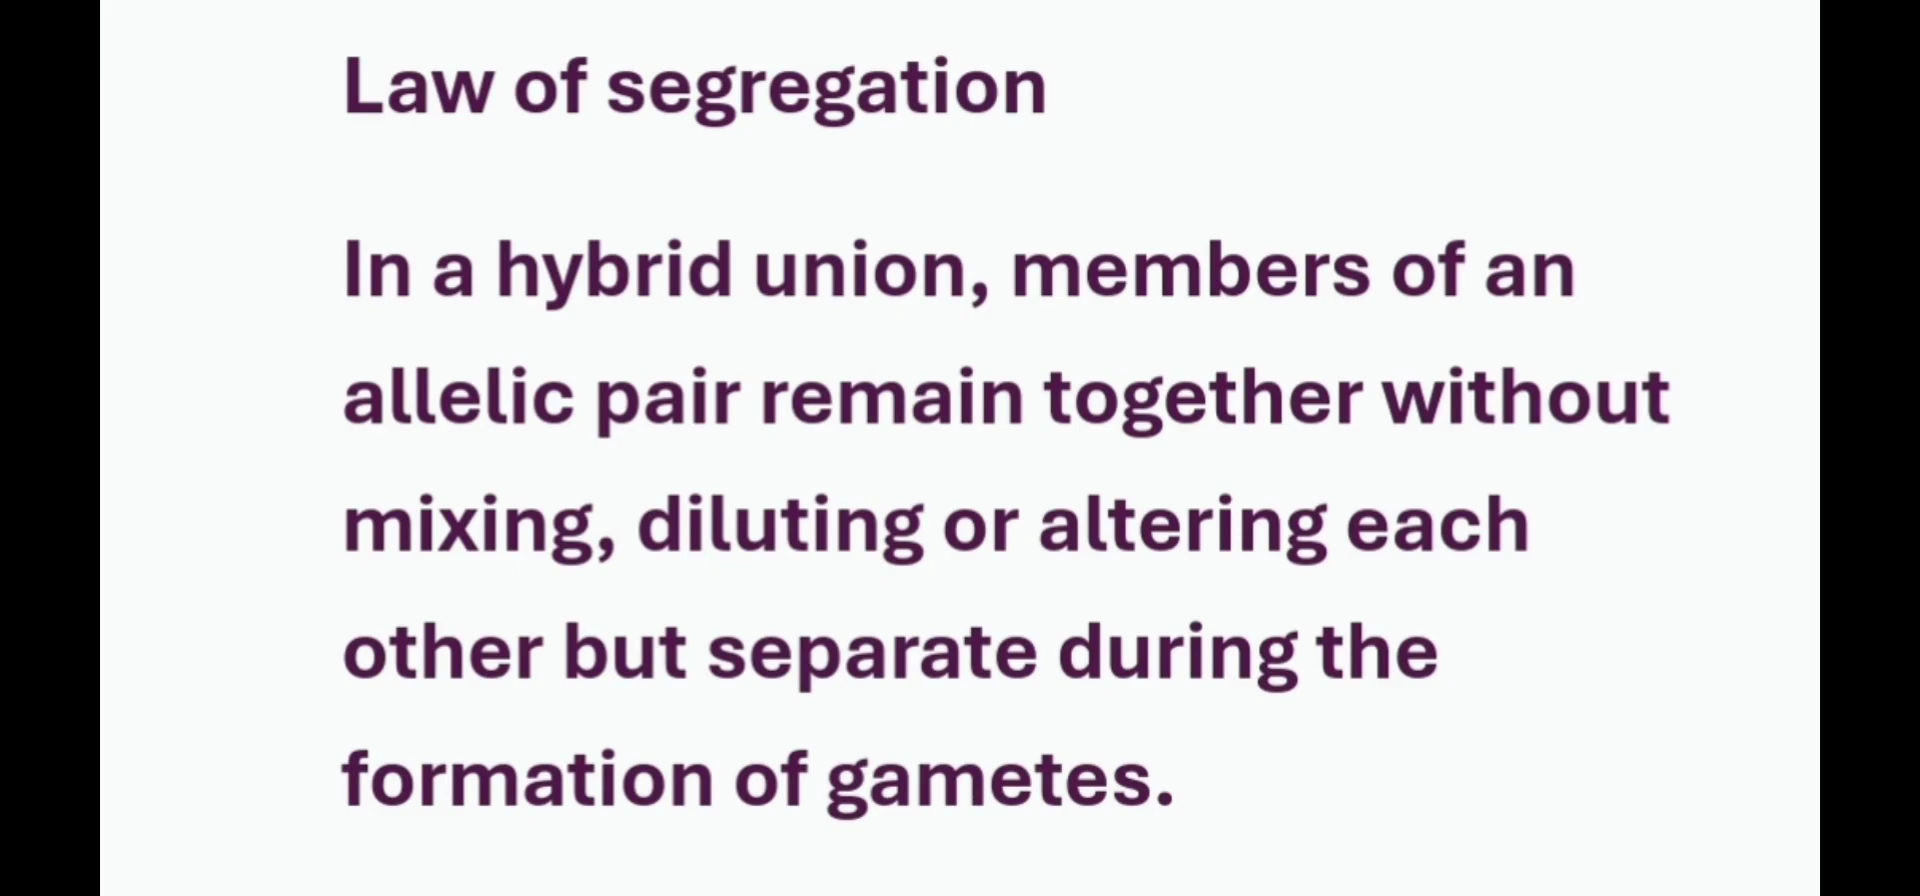 Law of segregation
In a hybrid union, members of an
allelic pair remain together without
mixing, diluting or altering each
other but separate during the
formation of gametes.